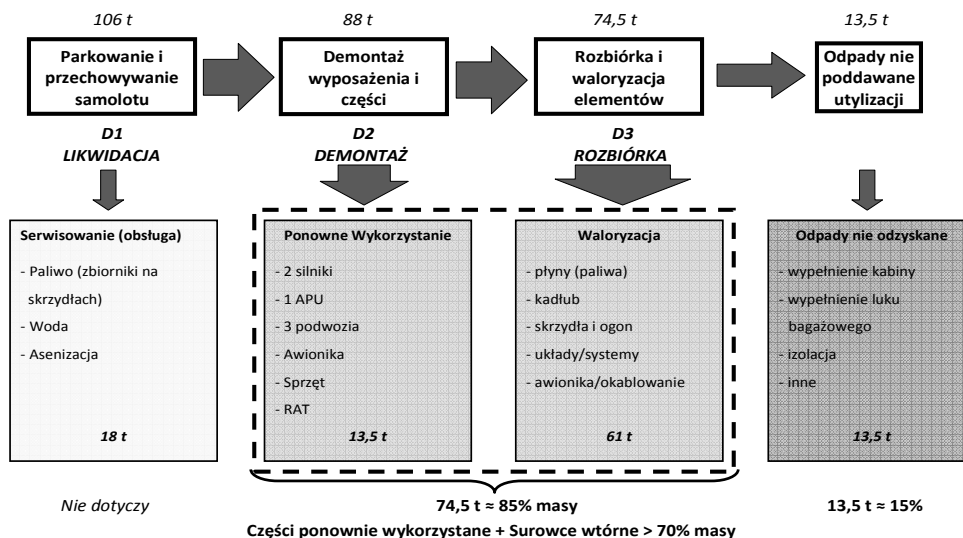 106 t
88 t
74,5 t
13,5 t
Parkowanie i
przechowywanie
samolotu
Demontaż
wyposażenia i
części
Rozbiórka i
waloryzacja
elementów
Odpady nie
poddawane
utylizacji
D1
LIKWIDACJA
D2
DEMONTAŻ
D3
ROZBIÓRKA
Serwisowanie (obsługa)
- Paliwo (zbiorniki na
skrzydłach)
- Woda
- Asenizacja
18 t
Ponowne Wykorzystanie
- 2 silniki
- 1 APU
- 3 podwozia
- Awionika
- Sprzęt
- RAT
13,5 t
Waloryzacja
- płyny (paliwa)
- kadłub
- skrzydła i ogon
- układy/systemy
- awionika/okablowanie
61 t
Odpady nie odzyskane
- wypełnienie kabiny
- wypełnienie luku
bagażowego
- izolacja
- inne
13,5 t
Nie dotyczy
74,5 t ≈ 85% masy
13,5 t ≈ 15%
Części ponownie wykorzystane + Surowce wtórne > 70% masy